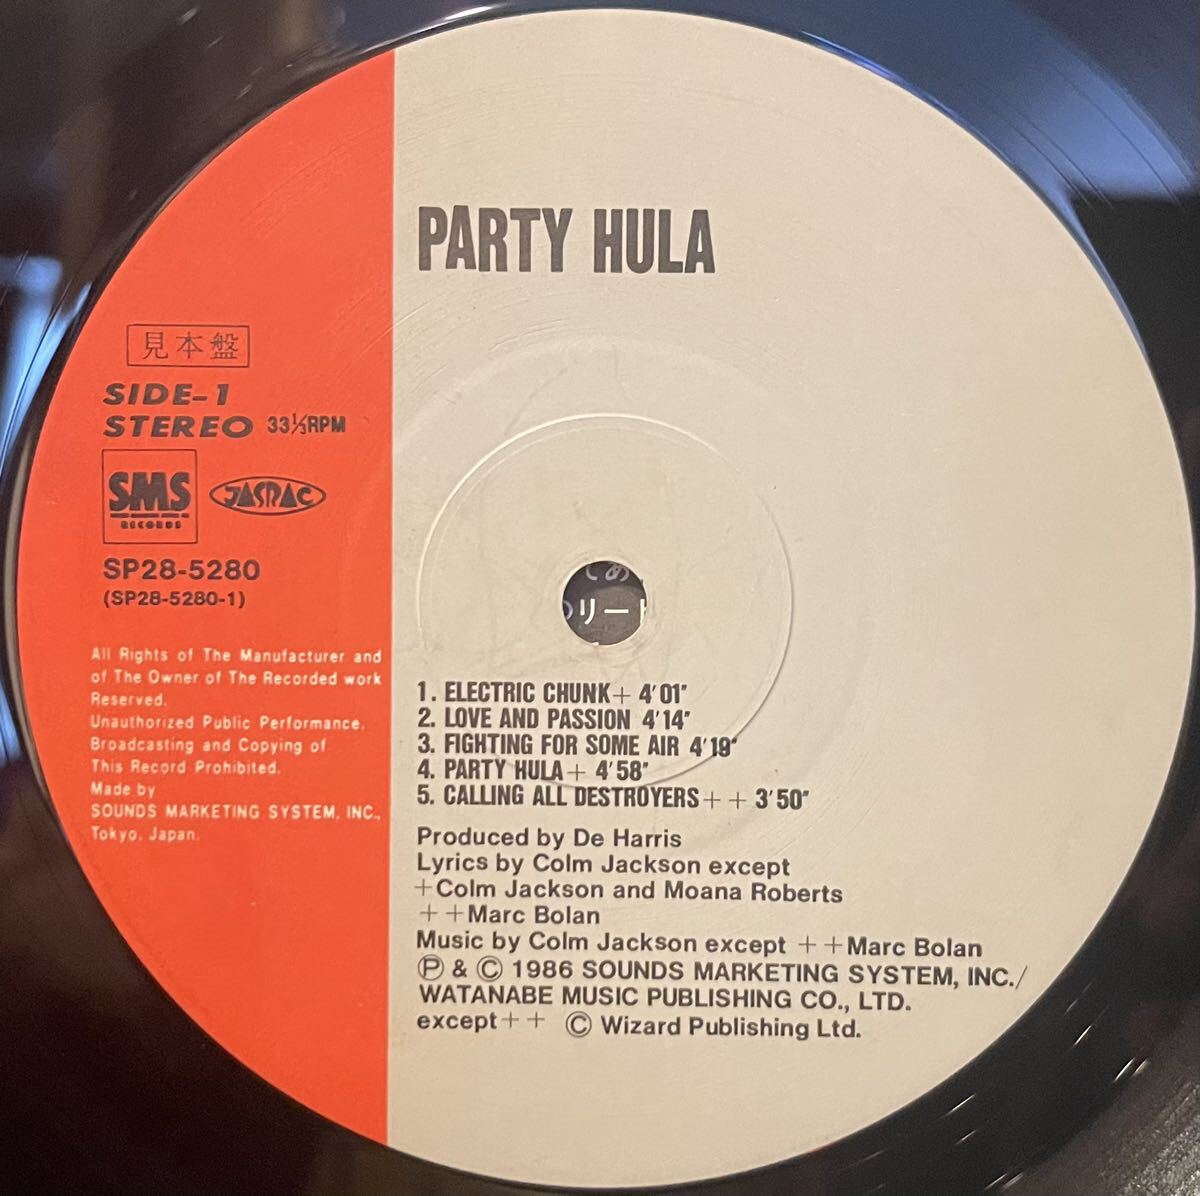 PARTY HULA
見本盤
SIDE-1
STEREO 33⅓RPM
SMS
RECORDS
JASRAC
SP28-5280
(SP28-5280-1)
All Rights of The Manufacturer and
of The Owner of The Recorded work
Reserved.
Unauthorized Public Performance.
Broadcasting and Copying of
This Record Prohibited.
Made by
SOUNDS MARKETING SYSTEM, INC.,
Tokyo, Japan.
リート
1. ELECTRIC CHUNK+ 4'01"
2. LOVE AND PASSION 4'14"
3. FIGHTING FOR SOME AIR 4'19"
4. PARTY HULA+ 4'58"
5. CALLING ALL DESTROYERS++ 3'50"
Produced by De Harris
Lyrics by Colm Jackson except
+Colm Jackson and Moana Roberts
++Marc Bolan
Music by Colm Jackson except ++Marc Bolan
Ⓟ & Ⓒ 1986 SOUNDS MARKETING SYSTEM, INC./
WATANABE MUSIC PUBLISHING CO., LTD.
except++ Ⓒ Wizard Publishing Ltd.